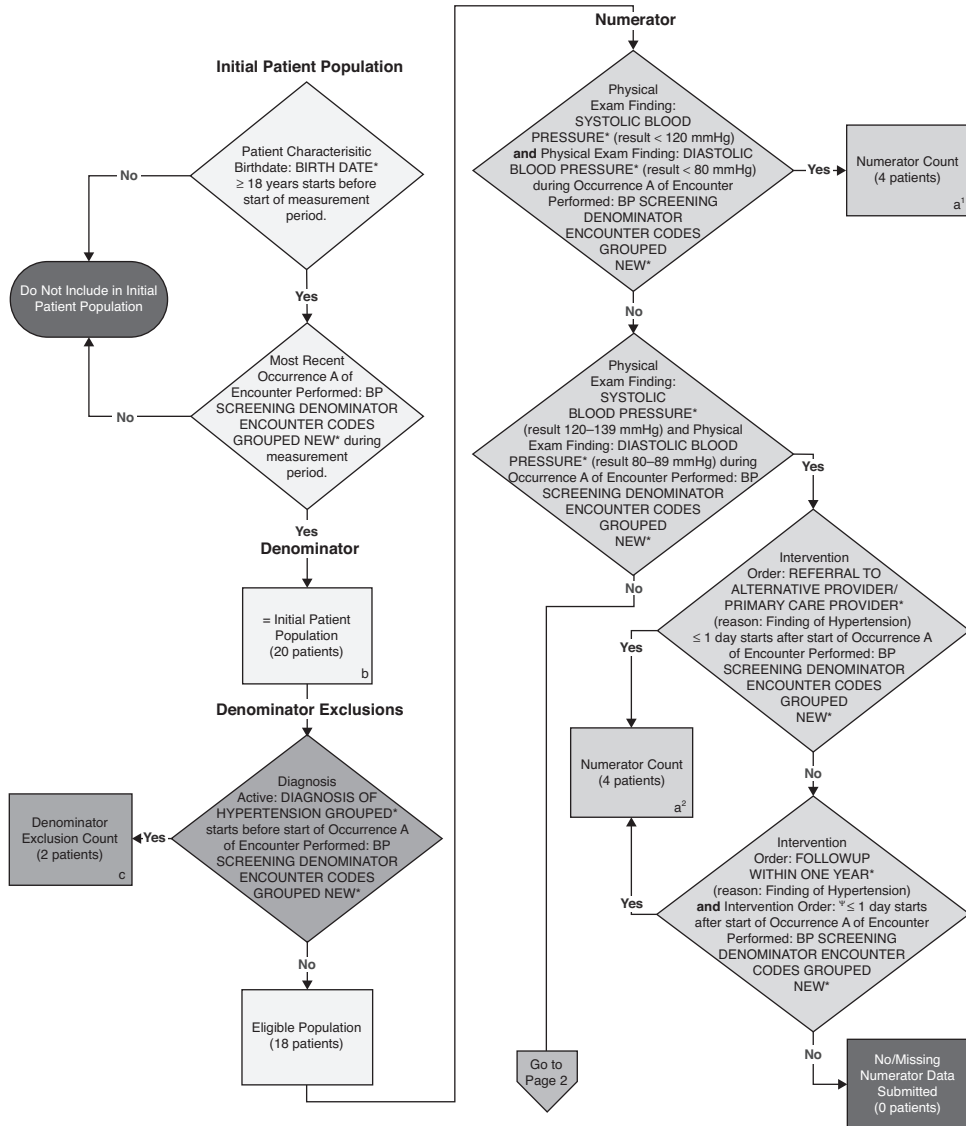 Initial Patient Population
Patient Characterisitic
Birthdate: BIRTH DATE*
≥ 18 years starts before
start of measurement
period.
No
Do Not Include in Initial
Patient Population
Yes
Most Recent
Occurrence A of
Encounter Performed: BP
SCREENING DENOMINATOR
ENCOUNTER CODES
GROUPED NEW* during
measurement
period.
No
Yes
Denominator
= Initial Patient
Population
(20 patients)
b
Denominator Exclusions
Diagnosis
Active: DIAGNOSIS OF
HYPERTENSION GROUPED*
starts before start of Occurrence A
of Encounter Performed: BP
SCREENING DENOMINATOR
ENCOUNTER CODES
GROUPED NEW*
Yes
Denominator
Exclusion Count
(2 patients)
c
No
Eligible Population
(18 patients)
Numerator
Physical
Exam Finding:
SYSTOLIC BLOOD
PRESSURE* (result < 120 mmHg)
and Physical Exam Finding: DIASTOLIC
BLOOD PRESSURE* (result < 80 mmHg)
during Occurrence A of Encounter
Performed: BP SCREENING
DENOMINATOR
ENCOUNTER CODES
GROUPED
NEW*
Yes
Numerator Count
(4 patients)
a¹
No
Physical
Exam Finding:
SYSTOLIC
BLOOD PRESSURE*
(result 120–139 mmHg) and Physical
Exam Finding: DIASTOLIC BLOOD
PRESSURE* (result 80–89 mmHg) during
Occurrence A of Encounter Performed: BP
SCREENING DENOMINATOR
ENCOUNTER CODES
GROUPED
NEW*
Yes
No
Go to
Page 2
Intervention
Order: REFERRAL TO
ALTERNATIVE PROVIDER/
PRIMARY CARE PROVIDER*
(reason: Finding of Hypertension)
≤ 1 day starts after start of Occurrence A
of Encounter Performed: BP
SCREENING DENOMINATOR
ENCOUNTER CODES
GROUPED
NEW*
Yes
Numerator Count
(4 patients)
a²
No
Intervention
Order: FOLLOWUP
WITHIN ONE YEAR*
(reason: Finding of Hypertension)
and Intervention Order: Ψ≤ 1 day starts
after start of Occurrence A of Encounter
Performed: BP SCREENING
DENOMINATOR ENCOUNTER
CODES GROUPED
NEW*
Yes
No
No/Missing
Numerator Data
Submitted
(0 patients)